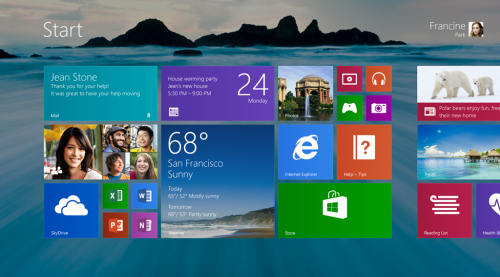 Start
Francine
Park
Jean Stone
Thank you for your help!
It was great to have your help moving
Mail
8
House warming party
Jean's new house
5:30 PM – 9:00 PM
24
Monday
Photos
Polar bears enjoy fun, free
their new home
68°
San Francisco
Sunny
Today
65°/ 52° Mostly sunny
Tomorrow
68°/ 53° Partly sunny
Weather
Internet Explorer
Help + Tips
SkyDrive
X
W
P
N
Store
Reading List
Health &